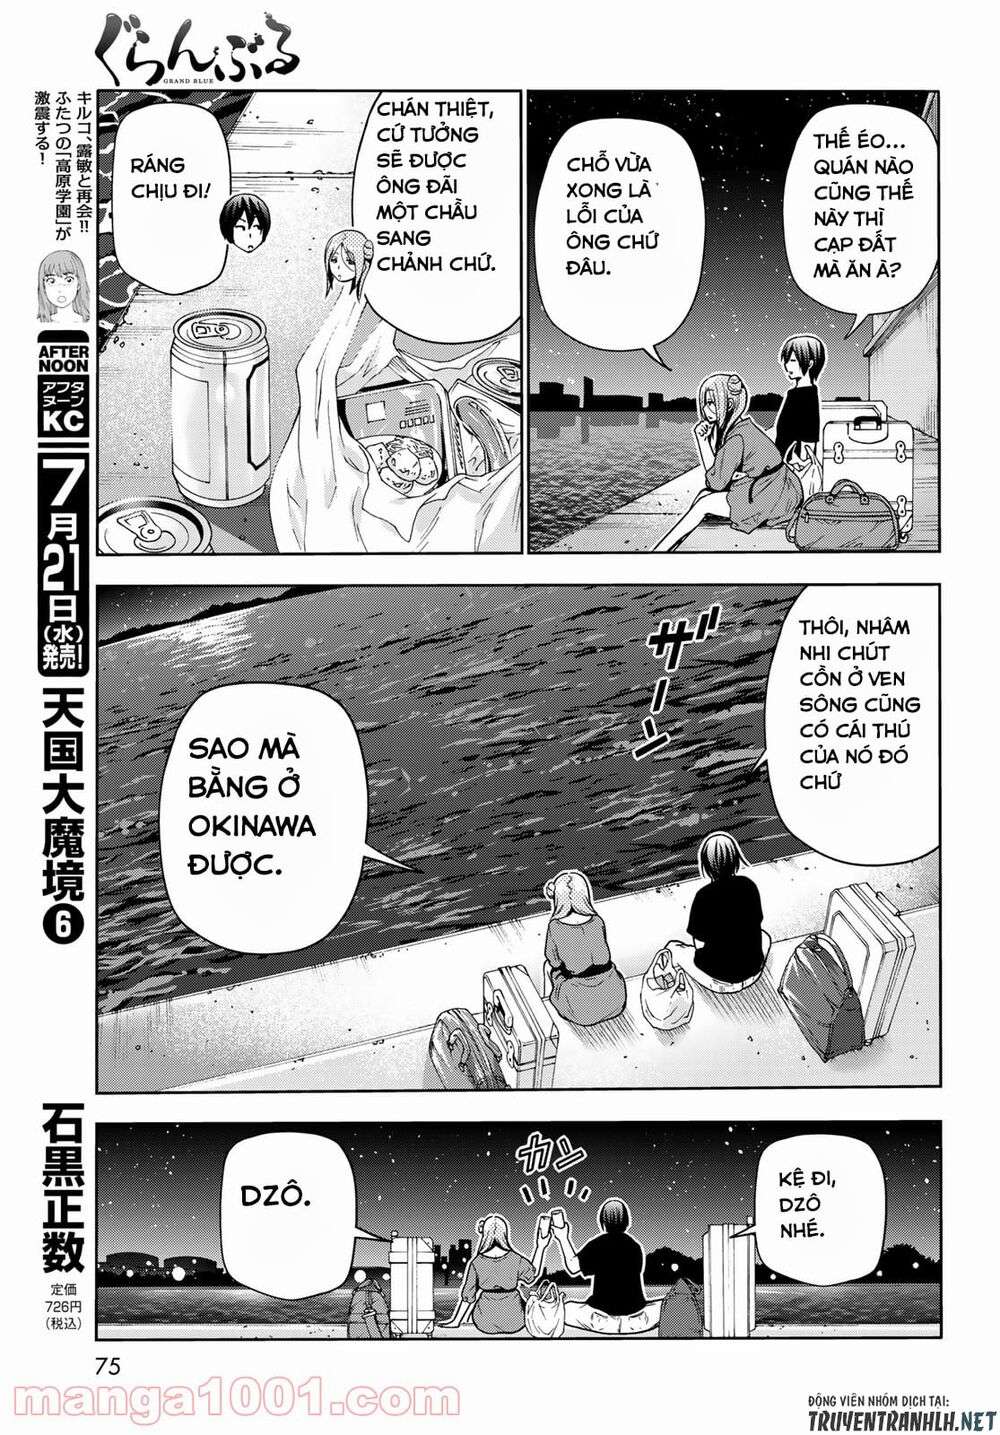 ぐらんぶる
GRAND BLUE
キルコ、露敏と再会!!
ふたつの「高原学園」が
激震する!
AFTER
NOON
アフタ
ヌーン
KC
7月21日(水)発売!
天国大魔境6
石黒正数
定価
726円
(税込)
THẾ ÉO...
QUÁN NÀO
CŨNG THẾ
NÀY THÌ
CẠP ĐẤT
MÀ ĂN À?
CHỖ VỪA
XONG LÀ
LỖI CỦA
ÔNG CHỨ
ĐÂU.
CHÁN THIỆT,
CỨ TƯỞNG
SẼ ĐƯỢC
ÔNG ĐÃI
MỘT CHẦU
SANG
CHẢNH CHỨ.
RÁNG
CHỊU ĐI!
THÔI, NHÂM
NHI CHÚT
CỒN Ở VEN
SÔNG CŨNG
CÓ CÁI THÚ
CỦA NÓ ĐÓ
CHỨ
ザザーン
SAO MÀ
BẰNG Ở
OKINAWA
ĐƯỢC.
KỆ ĐI,
DZÔ
NHÉ.
カン
DZÔ.
75
manga1001.com
ĐỘNG VIÊN NHÓM DỊCH TẠI:
TRUYENTRANHLH.NET